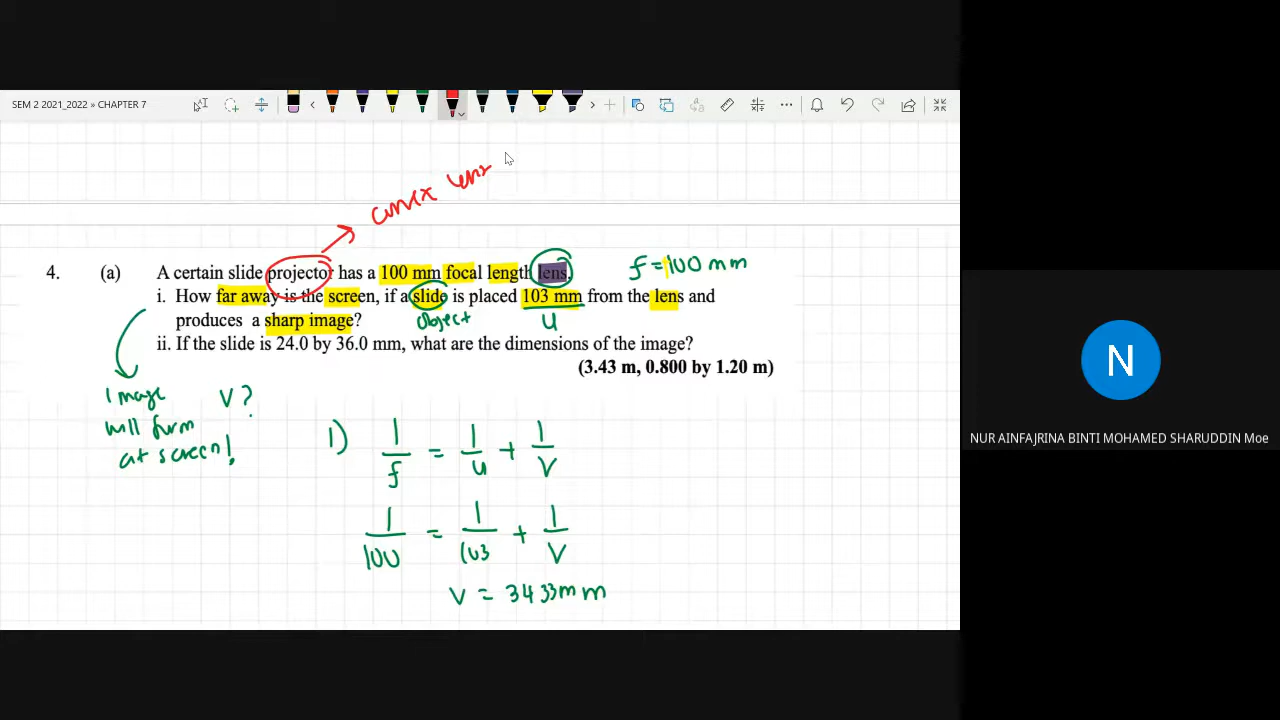 SEM 2 2021_2022 » CHAPTER 7
convex lens
4. (a) A certain slide projector has a 100 mm focal length lens.
f = 100 mm
i. How far away is the screen, if a slide is placed 103 mm from the lens and
produces a sharp image?
object
u
ii. If the slide is 24.0 by 36.0 mm, what are the dimensions of the image?
(3.43 m, 0.800 by 1.20 m)
Image V?
will form
at screen!
1) 1/f = 1/u + 1/V
1/100 = 1/103 + 1/V
V = 3433mm
N
NUR AINFAJRINA BINTI MOHAMED SHARUDDIN Moe